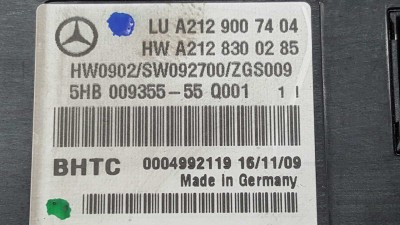 LU A212 900 74 04
HW A212 830 02 85
HW0902/SW092700/ZGS009
5HB 009355-55 Q001 1 I
BHTC 0004992119 16/11/09
Made in Germany